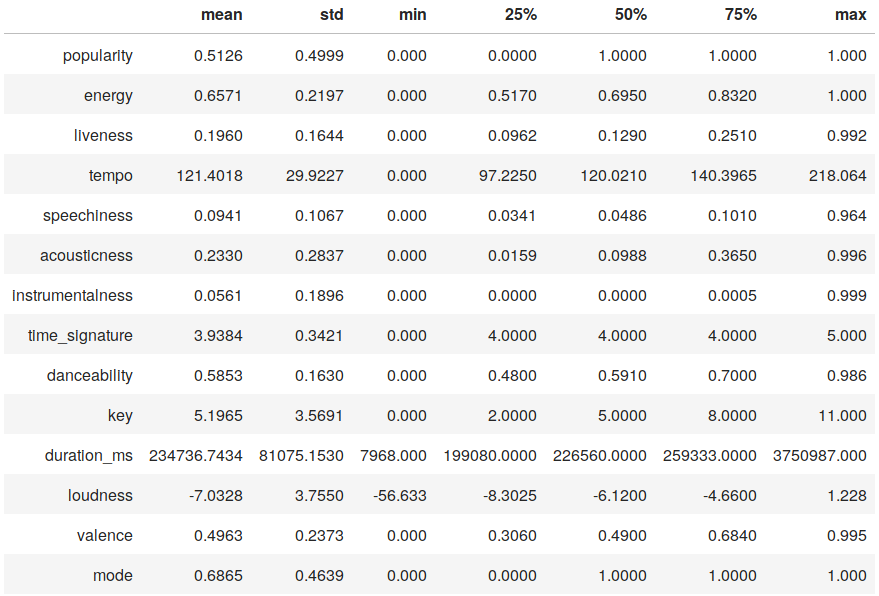 mean std min 25% 50% 75% max
popularity 0.5126 0.4999 0.000 0.0000 1.0000 1.0000 1.000
energy 0.6571 0.2197 0.000 0.5170 0.6950 0.8320 1.000
liveness 0.1960 0.1644 0.000 0.0962 0.1290 0.2510 0.992
tempo 121.4018 29.9227 0.000 97.2250 120.0210 140.3965 218.064
speechiness 0.0941 0.1067 0.000 0.0341 0.0486 0.1010 0.964
acousticness 0.2330 0.2837 0.000 0.0159 0.0988 0.3650 0.996
instrumentalness 0.0561 0.1896 0.000 0.0000 0.0000 0.0005 0.999
time_signature 3.9384 0.3421 0.000 4.0000 4.0000 4.0000 5.000
danceability 0.5853 0.1630 0.000 0.4800 0.5910 0.7000 0.986
key 5.1965 3.5691 0.000 2.0000 5.0000 8.0000 11.000
duration_ms 234736.7434 81075.1530 7968.000 199080.0000 226560.0000 259333.0000 3750987.000
loudness -7.0328 3.7550 -56.633 -8.3025 -6.1200 -4.6600 1.228
valence 0.4963 0.2373 0.000 0.3060 0.4900 0.6840 0.995
mode 0.6865 0.4639 0.000 0.0000 1.0000 1.0000 1.000